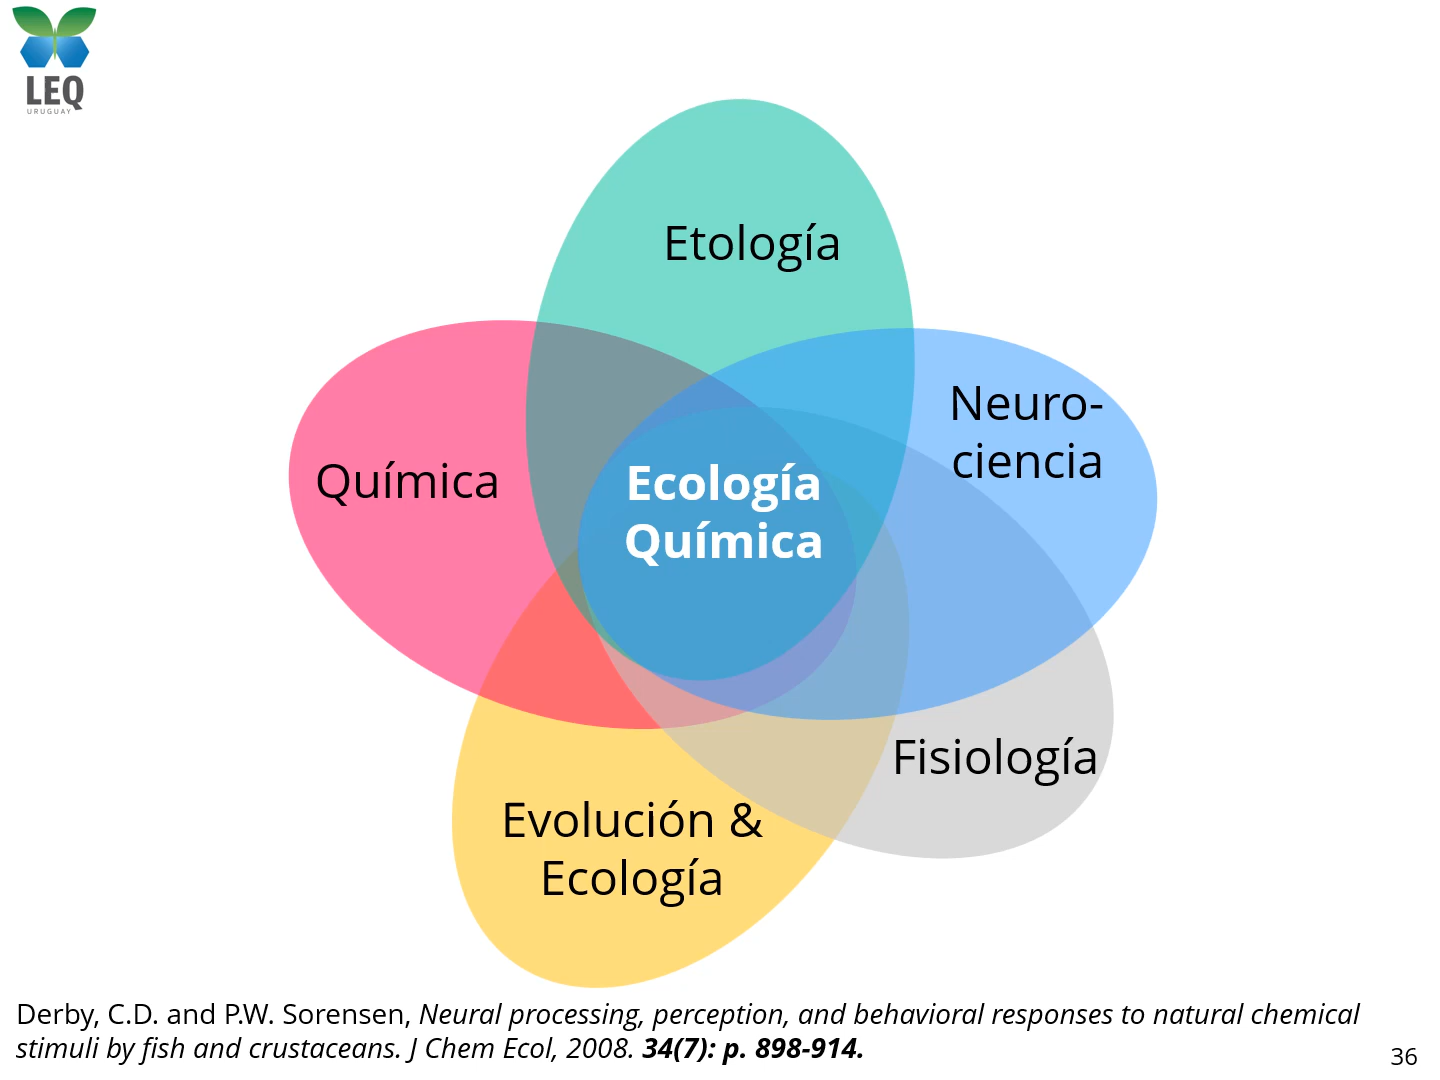 LEQ
URUGUAY
Etología
Neuro-
ciencia
Química
Ecología
Química
Fisiología
Evolución &
Ecología
Derby, C.D. and P.W. Sorensen, Neural processing, perception, and behavioral responses to natural chemical
stimuli by fish and crustaceans. J Chem Ecol, 2008. 34(7): p. 898-914.
36